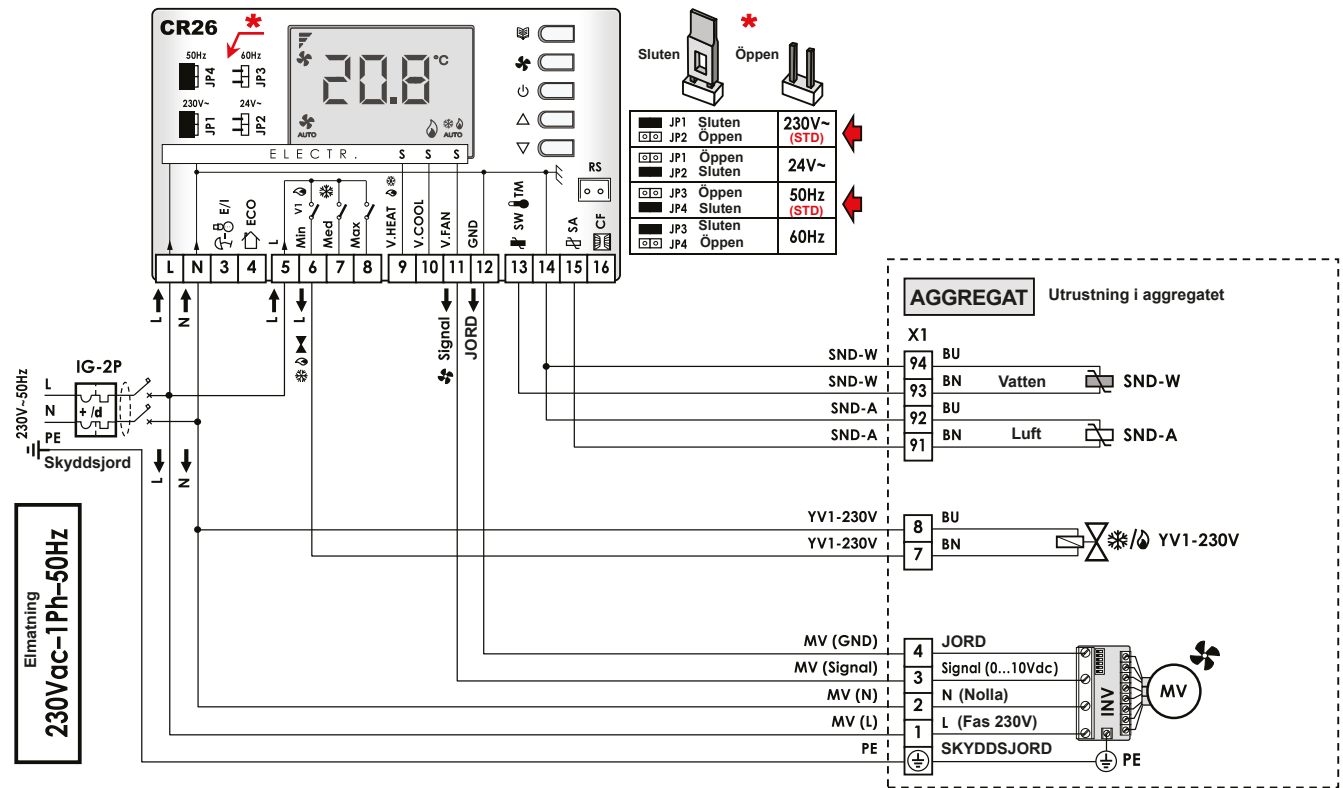 CR26
*
50Hz
60Hz
JP4
JP3
230V~
24V~
JP1
JP2
20.8 °C
AUTO
AUTO
ELECTR.
S S S
RS
E/I
ECO
L
V1
Min
Med
Max
V.HEAT
V.COOL
V.FAN
GND
SW
TM
SA
CF
L N 3 4 5 6 7 8 9 10 11 12 13 14 15 16
L
N
L
L
Signal
JORD
*
Sluten
Öppen
JP1 Sluten
JP2 Öppen
230V~
(STD)
JP1 Öppen
JP2 Sluten
24V~
JP3 Öppen
JP4 Sluten
50Hz
(STD)
JP3 Sluten
JP4 Öppen
60Hz
AGGREGAT
Utrustning i aggregatet
X1
SND-W 94 BU
SND-W 93 BN
Vatten
SND-W
SND-A 92 BU
SND-A 91 BN
Luft
SND-A
IG-2P
230V~50Hz
L
N
PE
+ /d
Skyddsjord
L
N
YV1-230V 8 BU
YV1-230V 7 BN
/
YV1-230V
Elmatning
230Vac–1Ph–50Hz
MV (GND) 4 JORD
MV (Signal) 3 Signal (0...10Vdc)
MV (N) 2 N (Nolla)
MV (L) 1 L (Fas 230V)
PE SKYDDSJORD
INV
MV
PE